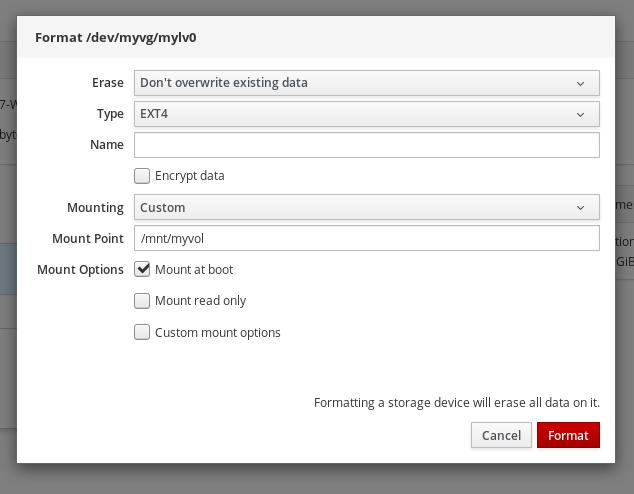 Format /dev/myvg/mylv0
Erase Don't overwrite existing data
Type EXT4
Name
Encrypt data
Mounting Custom
Mount Point /mnt/myvol
Mount Options Mount at boot
Mount read only
Custom mount options
Formatting a storage device will erase all data on it.
Cancel Format